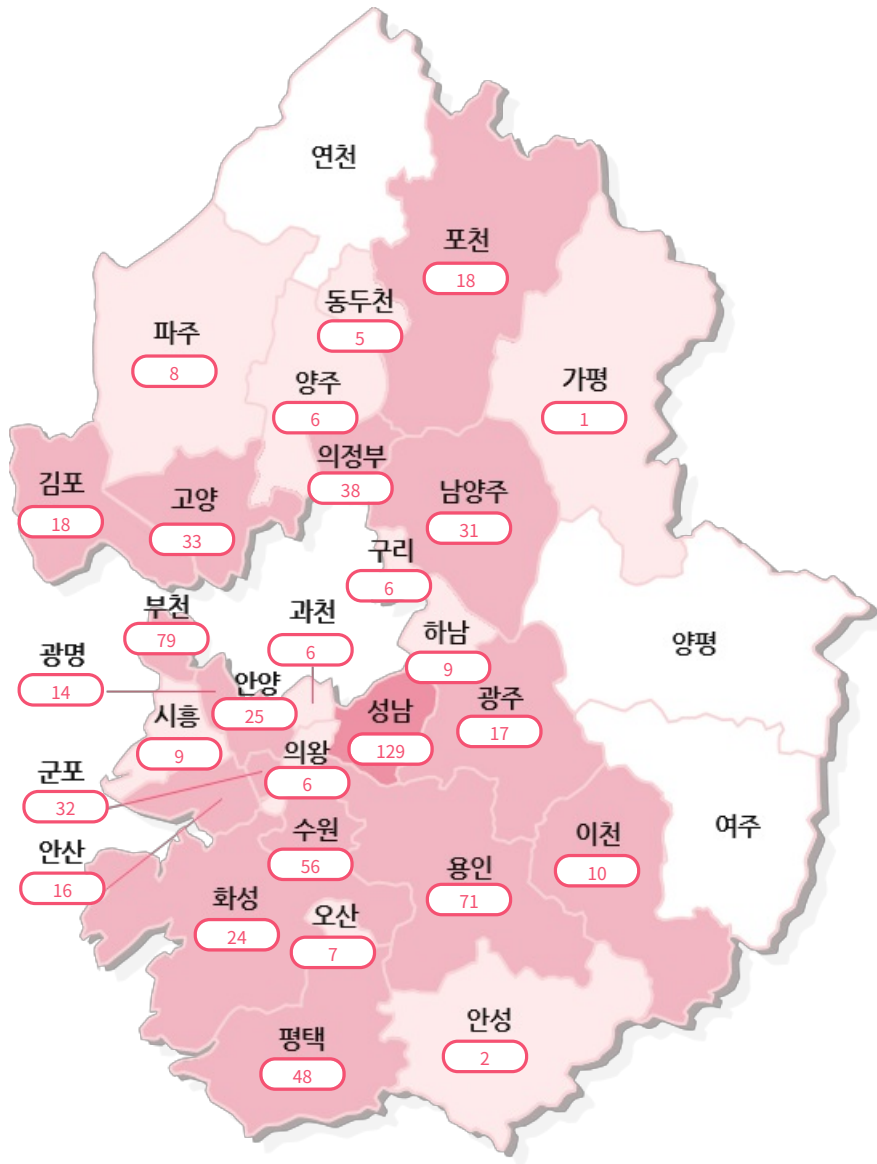 연천
포천
18
동두천
5
파주
8
양주
6
가평
1
의정부
38
김포
18
고양
33
남양주
31
구리
6
부천
79
과천
6
하남
9
양평
광명
14
안양
25
시흥
9
성남
129
광주
17
의왕
6
군포
32
수원
56
안산
16
이천
10
여주
용인
71
화성
24
오산
7
안성
2
평택
48